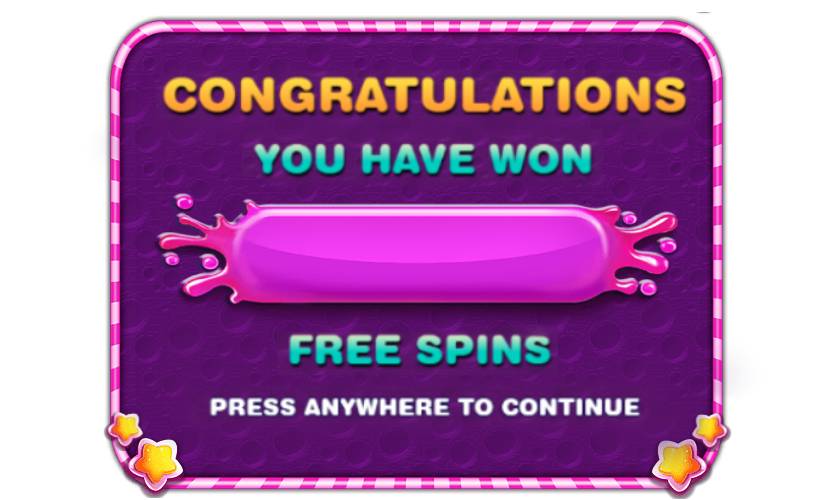 CONGRATULATIONS
YOU HAVE WON
FREE SPINS
PRESS ANYWHERE TO CONTINUE